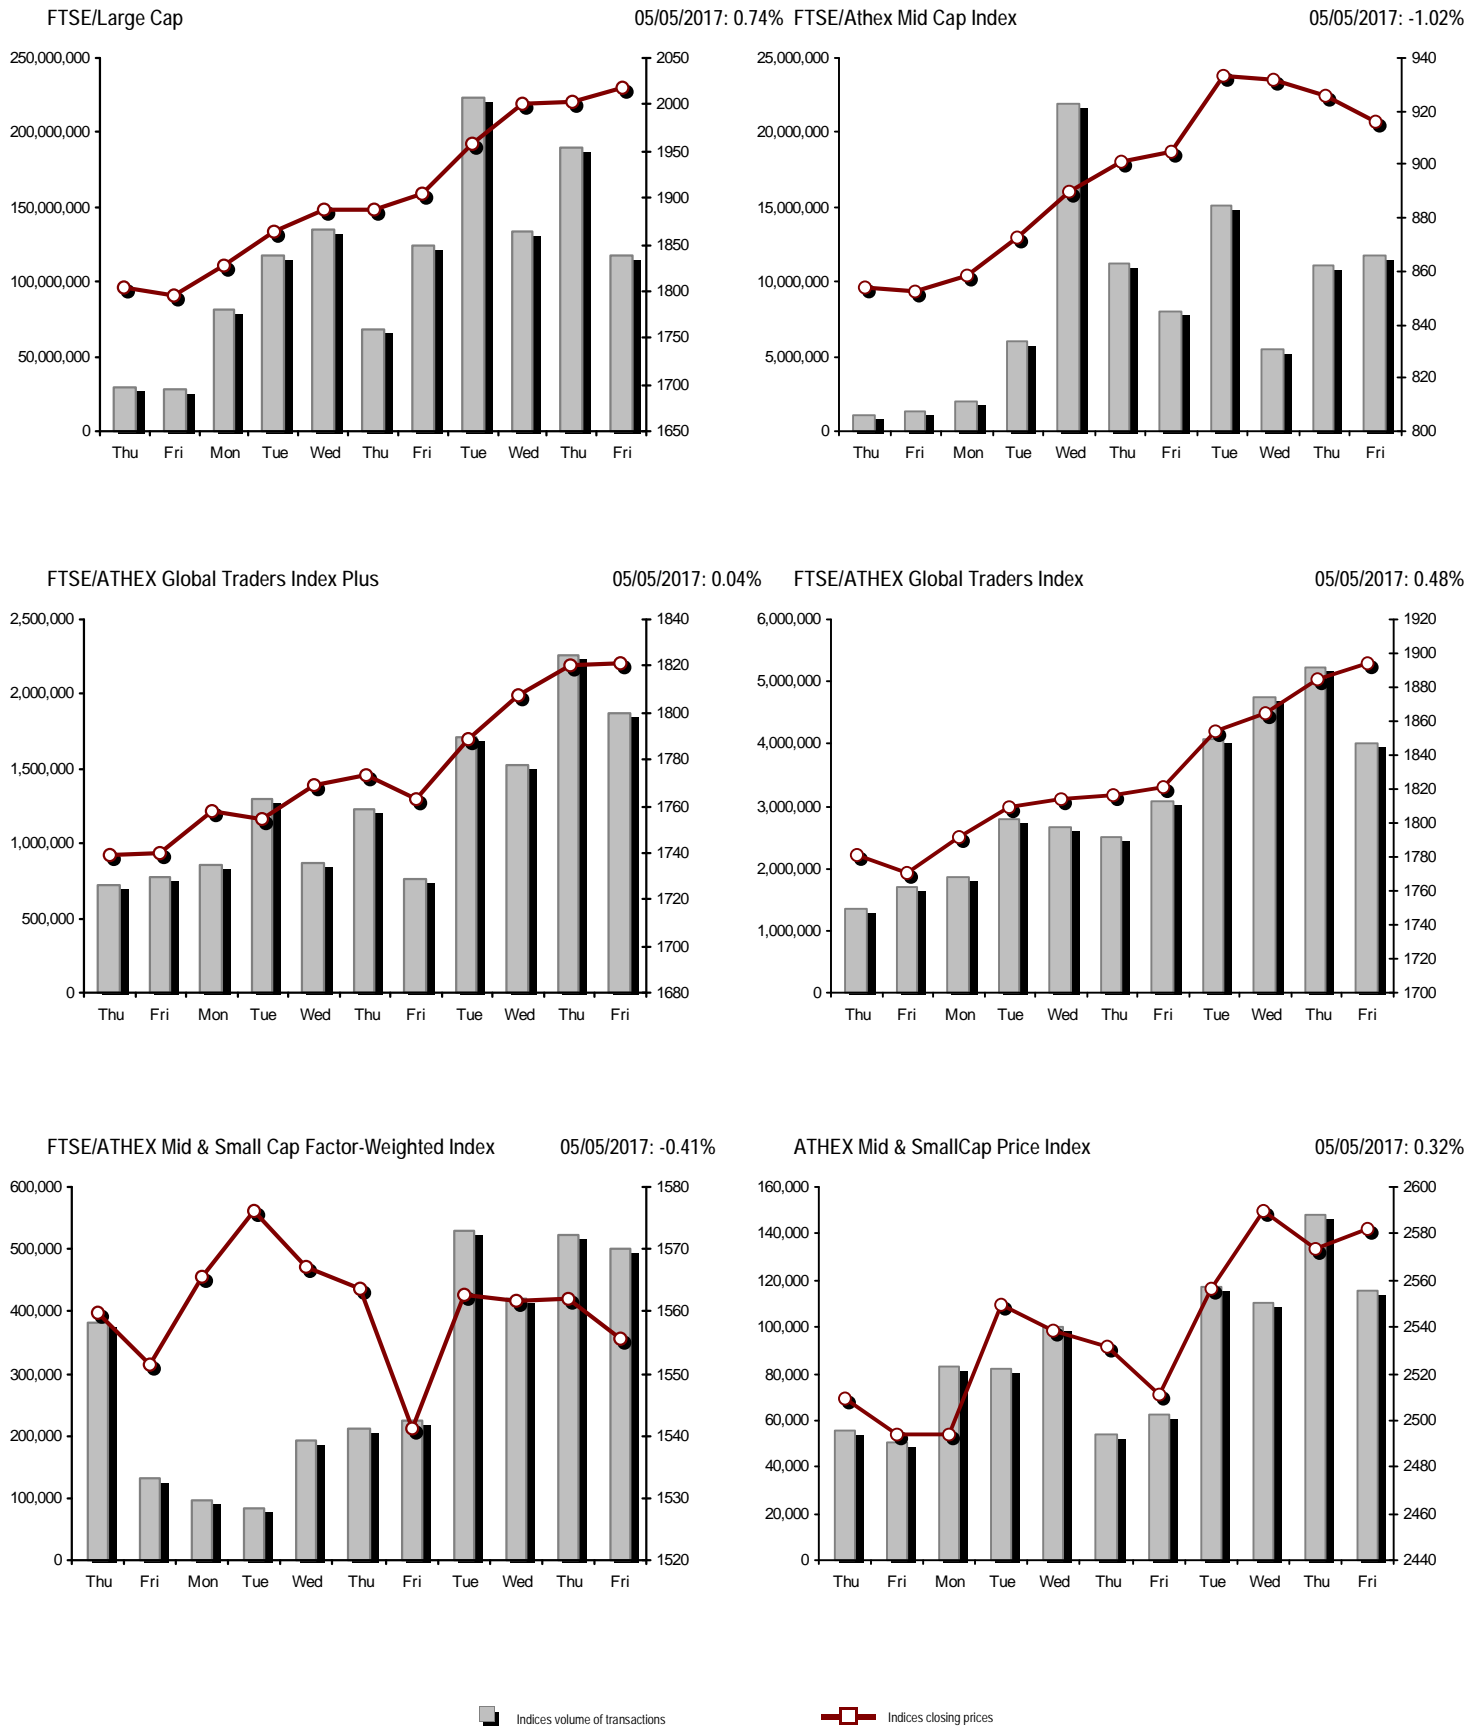 FTSE/Large Cap 05/05/2017: 0.74% FTSE/Athex Mid Cap Index 05/05/2017: -1.02%
250,000,000 2050 25,000,000 940
2000 920
200,000,000 20,000,000
1950 900
150,000,000 1900 15,000,000
880
1850
100,000,000 10,000,000 860
1800
1750 840
50,000,000 5,000,000
1700 820
0 1650 0 800
Thu Fri Mon Tue Wed Thu Fri Tue Wed Thu Fri Thu Fri Mon Tue Wed Thu Fri Tue Wed Thu Fri
FTSE/ATHEX Global Traders Index Plus 05/05/2017: 0.04% FTSE/ATHEX Global Traders Index 05/05/2017: 0.48%
2,500,000 1840 6,000,000 1920
1900
1820
5,000,000 1880
2,000,000
1800 1860
4,000,000
1,500,000 1780 1840
1820
1760 3,000,000
1,000,000 1800
1740 2,000,000 1780
1760
500,000 1720
1,000,000 1740
1700
1720
0 1680 0 1700
Thu Fri Mon Tue Wed Thu Fri Tue Wed Thu Fri Thu Fri Mon Tue Wed Thu Fri Tue Wed Thu Fri
FTSE/ATHEX Mid & Small Cap Factor-Weighted Index 05/05/2017: -0.41% ATHEX Mid & SmallCap Price Index 05/05/2017: 0.32%
600,000 1580 160,000 2600
140,000 2580
500,000 1570
120,000 2560
400,000 1560 100,000 2540
300,000 1550 80,000 2520
60,000 2500
200,000 1540
40,000 2480
100,000 1530
20,000 2460
0 1520 0 2440
Thu Fri Mon Tue Wed Thu Fri Tue Wed Thu Fri Thu Fri Mon Tue Wed Thu Fri Tue Wed Thu Fri
Indices volume of transactions Indices closing prices